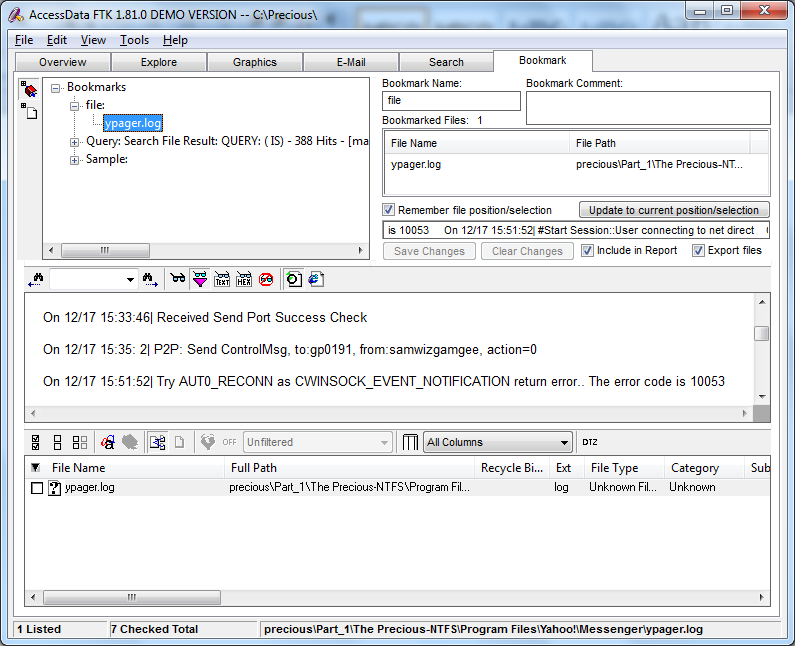 AccessData FTK 1.81.0 DEMO VERSION -- C:\Precious\
File Edit View Tools Help
Overview Explore Graphics E-Mail Search Bookmark
Bookmarks
file:
ypager.log
Query: Search File Result: QUERY: ( IS) - 388 Hits - [ma
Sample:
Bookmark Name: Bookmark Comment:
file
Bookmarked Files: 1
File Name File Path
ypager.log precious\Part_1\The Precious-NT...
Remember file position/selection Update to current position/selection
is 10053 On 12/17 15:51:52| #Start Session::User connecting to net direct
Save Changes Clear Changes Include in Report Export files
TEXT HEX
On 12/17 15:33:46| Received Send Port Success Check
On 12/17 15:35: 2| P2P: Send ControlMsg, to:gp0191, from:samwizgamgee, action=0
On 12/17 15:51:52| Try AUT0_RECONN as CWINSOCK_EVENT_NOTIFICATION return error.. The error code is 10053
OFF Unfiltered All Columns DTZ
File Name Full Path Recycle Bi... Ext File Type Category Sub
ypager.log precious\Part_1\The Precious-NTFS\Program Fil... log Unknown Fil... Unknown
1 Listed 7 Checked Total precious\Part_1\The Precious-NTFS\Program Files\Yahoo!\Messenger\ypager.log